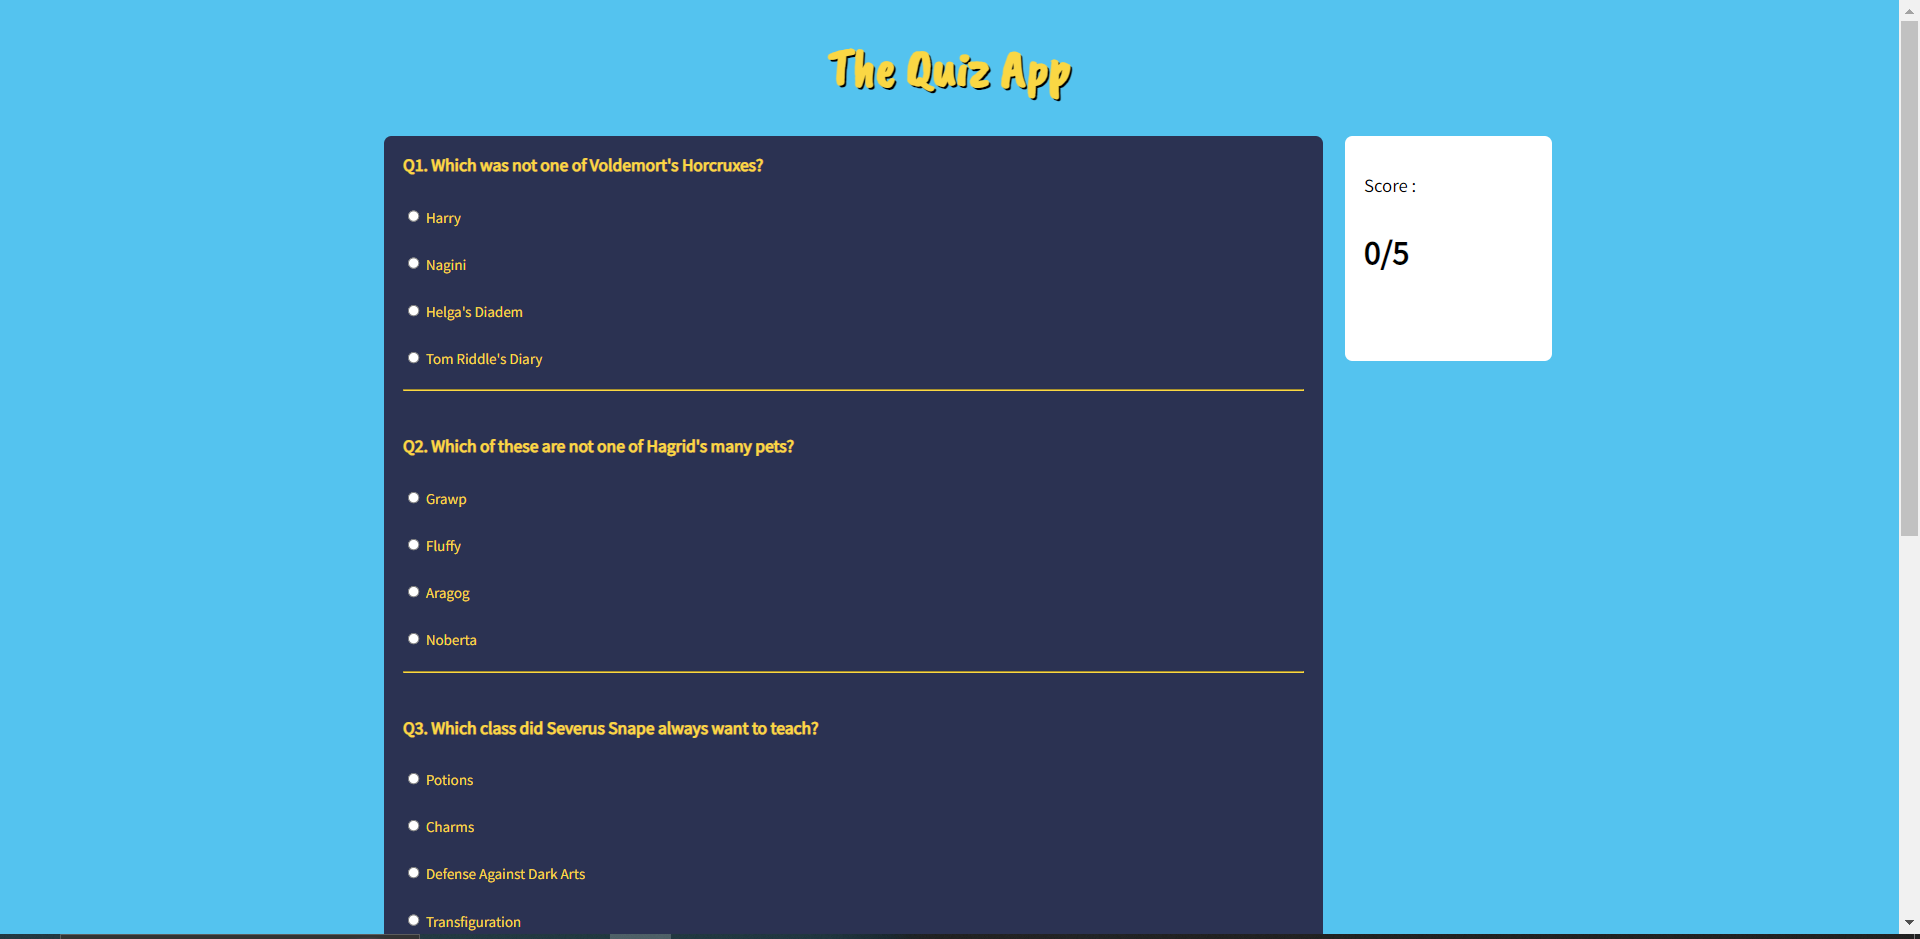 The Quiz App
Q1. Which was not one of Voldemort's Horcruxes?
Harry
Nagini
Helga's Diadem
Tom Riddle's Diary
Score :
0/5
Q2. Which of these are not one of Hagrid's many pets?
Grawp
Fluffy
Aragog
Noberta
Q3. Which class did Severus Snape always want to teach?
Potions
Charms
Defense Against Dark Arts
Transfiguration